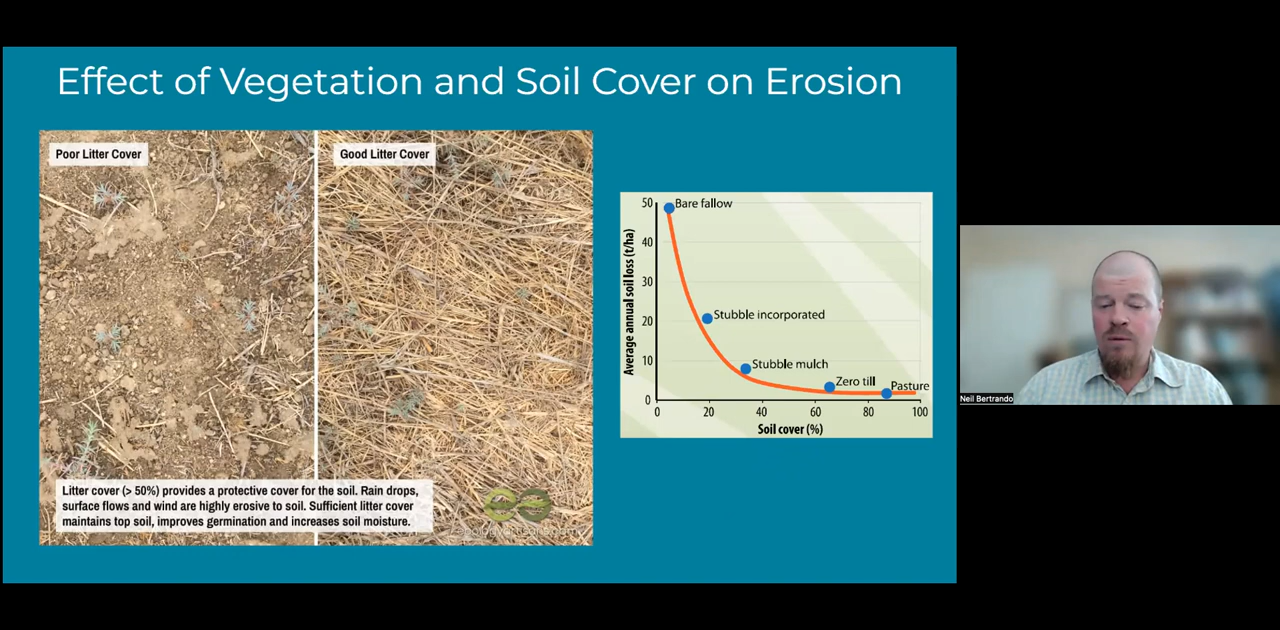 Effect of Vegetation and Soil Cover on Erosion
Poor Litter Cover
Good Litter Cover
Litter cover (> 50%) provides a protective cover for the soil. Rain drops,
surface flows and wind are highly erosive to soil. Sufficient litter cover
maintains top soil, improves germination and increases soil moisture.
Average annual soil loss (t/ha)
50
40
30
20
10
0
Bare fallow
Stubble incorporated
Stubble mulch
Zero till
Pasture
0 20 40 60 80 100
Soil cover (%)
Neil Bertrando